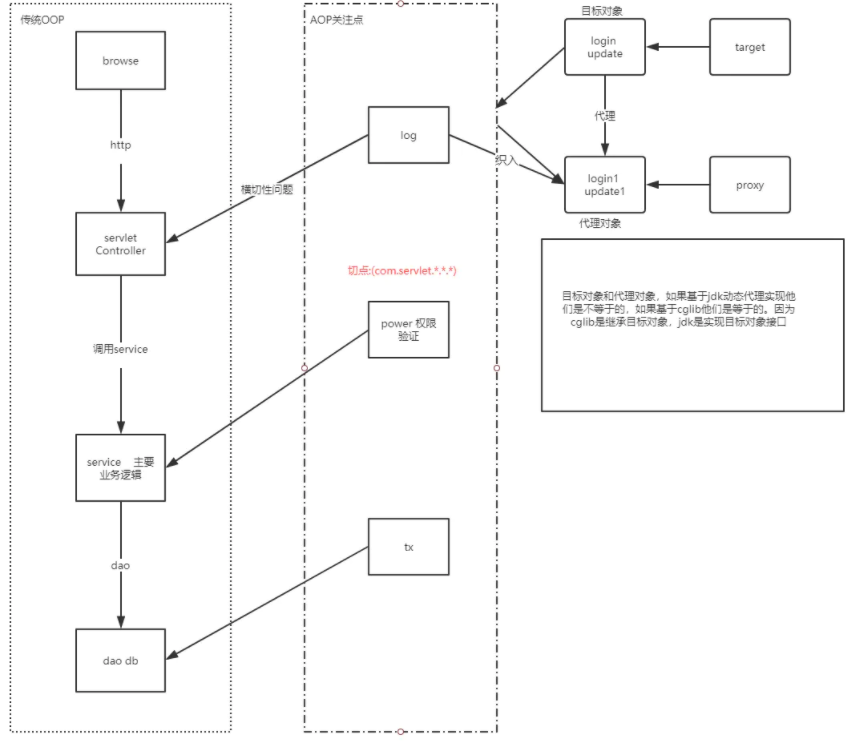 传统OOP
browse
http
servlet
Controller
调用service
service 主要
业务逻辑
dao
dao db
AOP关注点
log
横切性问题
织入
切点:(com.servlet.*.*.*)
power 权限
验证
tx
目标对象
login
update
target
代理
login1
update1
proxy
代理对象
目标对象和代理对象，如果基于jdk动态代理实现他
们是不等于的，如果基于cglib他们是等于的。因为
cglib是继承目标对象，jdk是实现目标对象接口